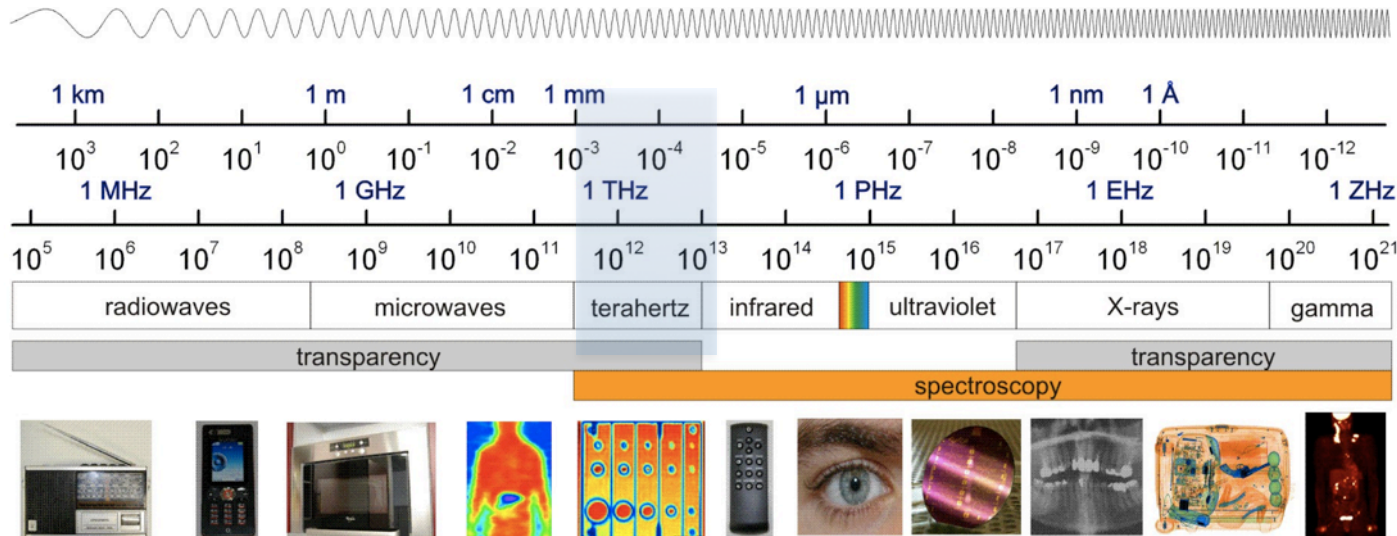 1 km 1 m 1 cm 1 mm 1 µm 1 nm 1 Å
10³ 10² 10¹ 10⁰ 10⁻¹ 10⁻² 10⁻³ 10⁻⁴ 10⁻⁵ 10⁻⁶ 10⁻⁷ 10⁻⁸ 10⁻⁹ 10⁻¹⁰ 10⁻¹¹ 10⁻¹²
1 MHz 1 GHz 1 THz 1 PHz 1 EHz 1 ZHz
10⁵ 10⁶ 10⁷ 10⁸ 10⁹ 10¹⁰ 10¹¹ 10¹² 10¹³ 10¹⁴ 10¹⁵ 10¹⁶ 10¹⁷ 10¹⁸ 10¹⁹ 10²⁰ 10²¹
radiowaves microwaves terahertz infrared ultraviolet X-rays gamma
transparency transparency
spectroscopy